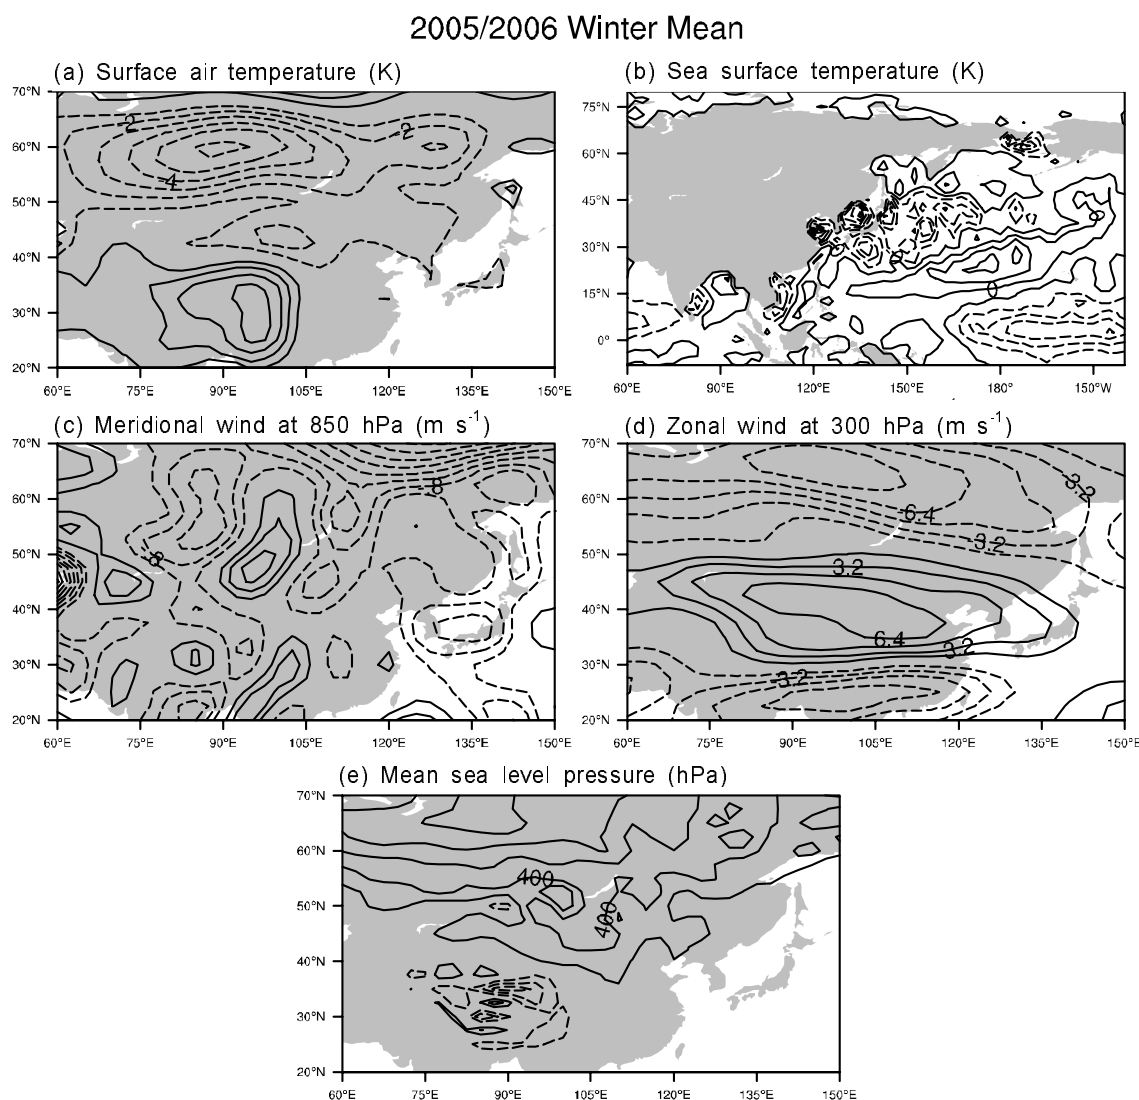 2005/2006 Winter Mean
(a) Surface air temperature (K)
(b) Sea surface temperature (K)
70°N
60°N
50°N
40°N
30°N
20°N
60°E 75°E 90°E 105°E 120°E 135°E 150°E
-2
-2
-4
75°N
60°N
45°N
30°N
15°N
0°
60°E 90°E 120°E 150°E 180° 150°W
0
0
0
(c) Meridional wind at 850 hPa (m s-1)
(d) Zonal wind at 300 hPa (m s-1)
70°N
60°N
50°N
40°N
30°N
20°N
60°E 75°E 90°E 105°E 120°E 135°E 150°E
-.8
-.8
70°N
60°N
50°N
40°N
30°N
20°N
60°E 75°E 90°E 105°E 120°E 135°E 150°E
-3.2
-6.4
-3.2
3.2
6.4
3.2
-3.2
(e) Mean sea level pressure (hPa)
70°N
60°N
50°N
40°N
30°N
20°N
60°E 75°E 90°E 105°E 120°E 135°E 150°E
400
400